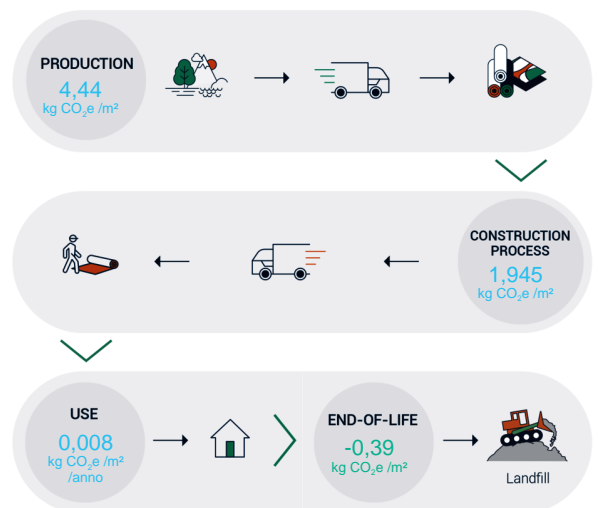 PRODUCTION
4,44
kg CO₂e /m²
CONSTRUCTION
PROCESS
1,945
kg CO₂e /m²
USE
0,008
kg CO₂e /m²
/anno
END-OF-LIFE
-0,39
kg CO₂e /m²
Landfill